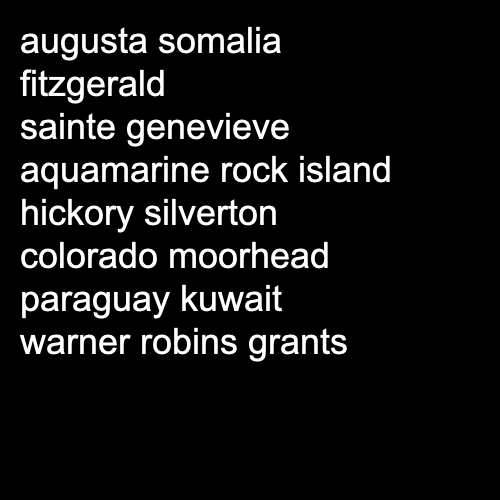 augusta somalia
fitzgerald
sainte genevieve
aquamarine rock island
hickory silverton
colorado moorhead
paraguay kuwait
warner robins grants